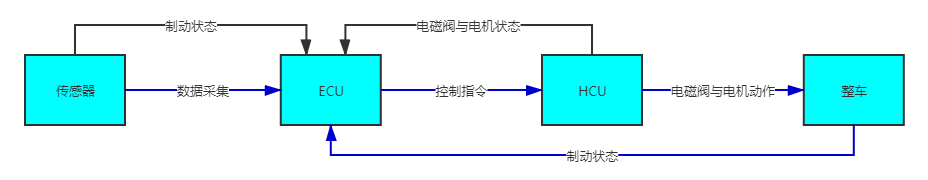 制动状态
电磁阀与电机状态
传感器
数据采集
ECU
控制指令
HCU
电磁阀与电机动作
整车
制动状态